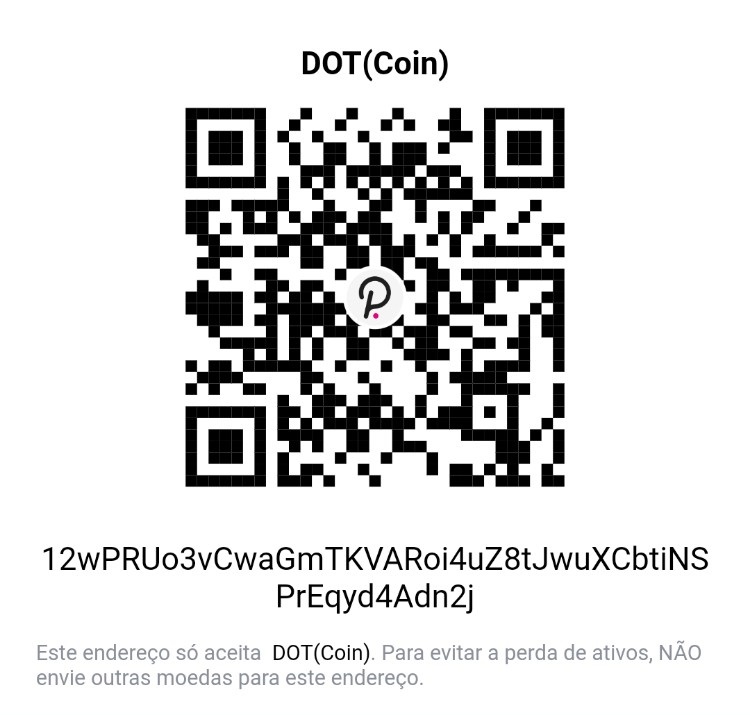 DOT(Coin)
12wPRUo3vCwaGmTKVARoi4uZ8tJwuXCbtiNS
PrEqyd4Adn2j
Este endereço só aceita DOT(Coin). Para evitar a perda de ativos, NÃO
envie outras moedas para este endereço.